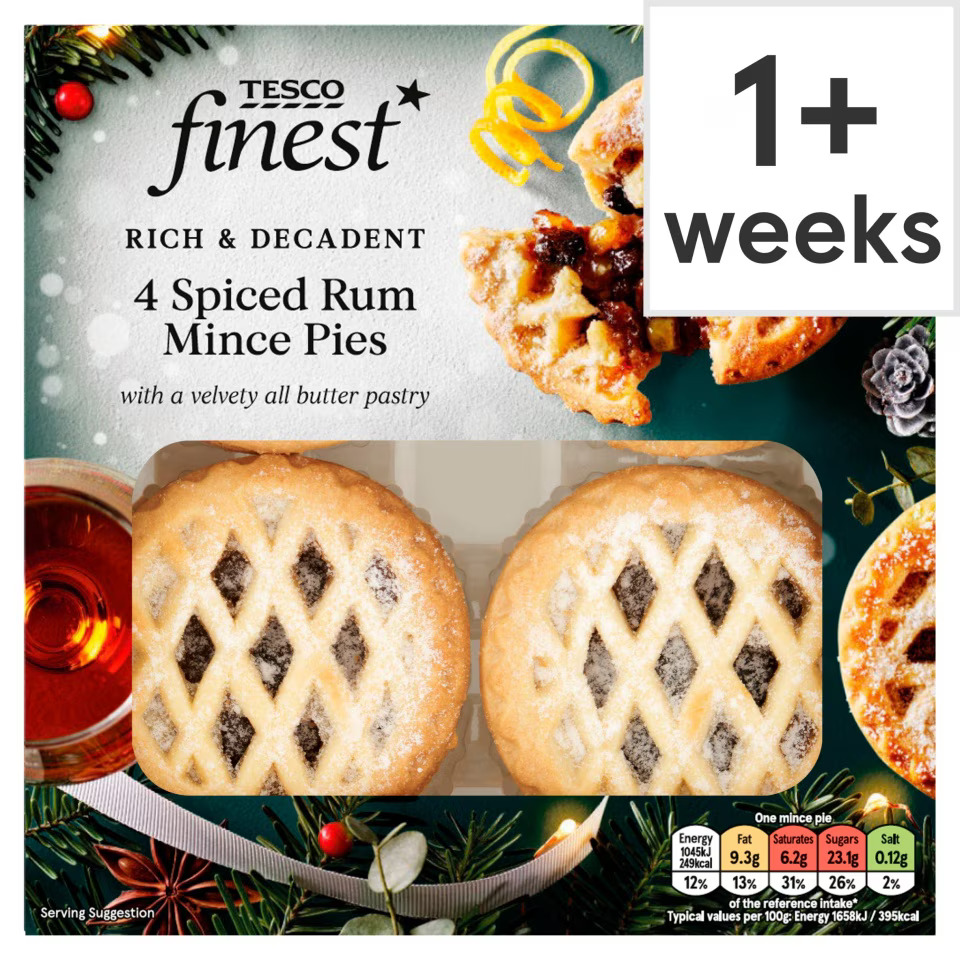 TESCO
finest*
RICH & DECADENT
4 Spiced Rum
Mince Pies
with a velvety all butter pastry
1+
weeks
One mince pie
Energy
1045kJ
249kcal
12%
Fat
9.3g
13%
Saturates
6.2g
31%
Sugars
23.1g
26%
Salt
0.12g
2%
of the reference intake*
Typical values per 100g: Energy 1658kJ / 395kcal
Serving Suggestion